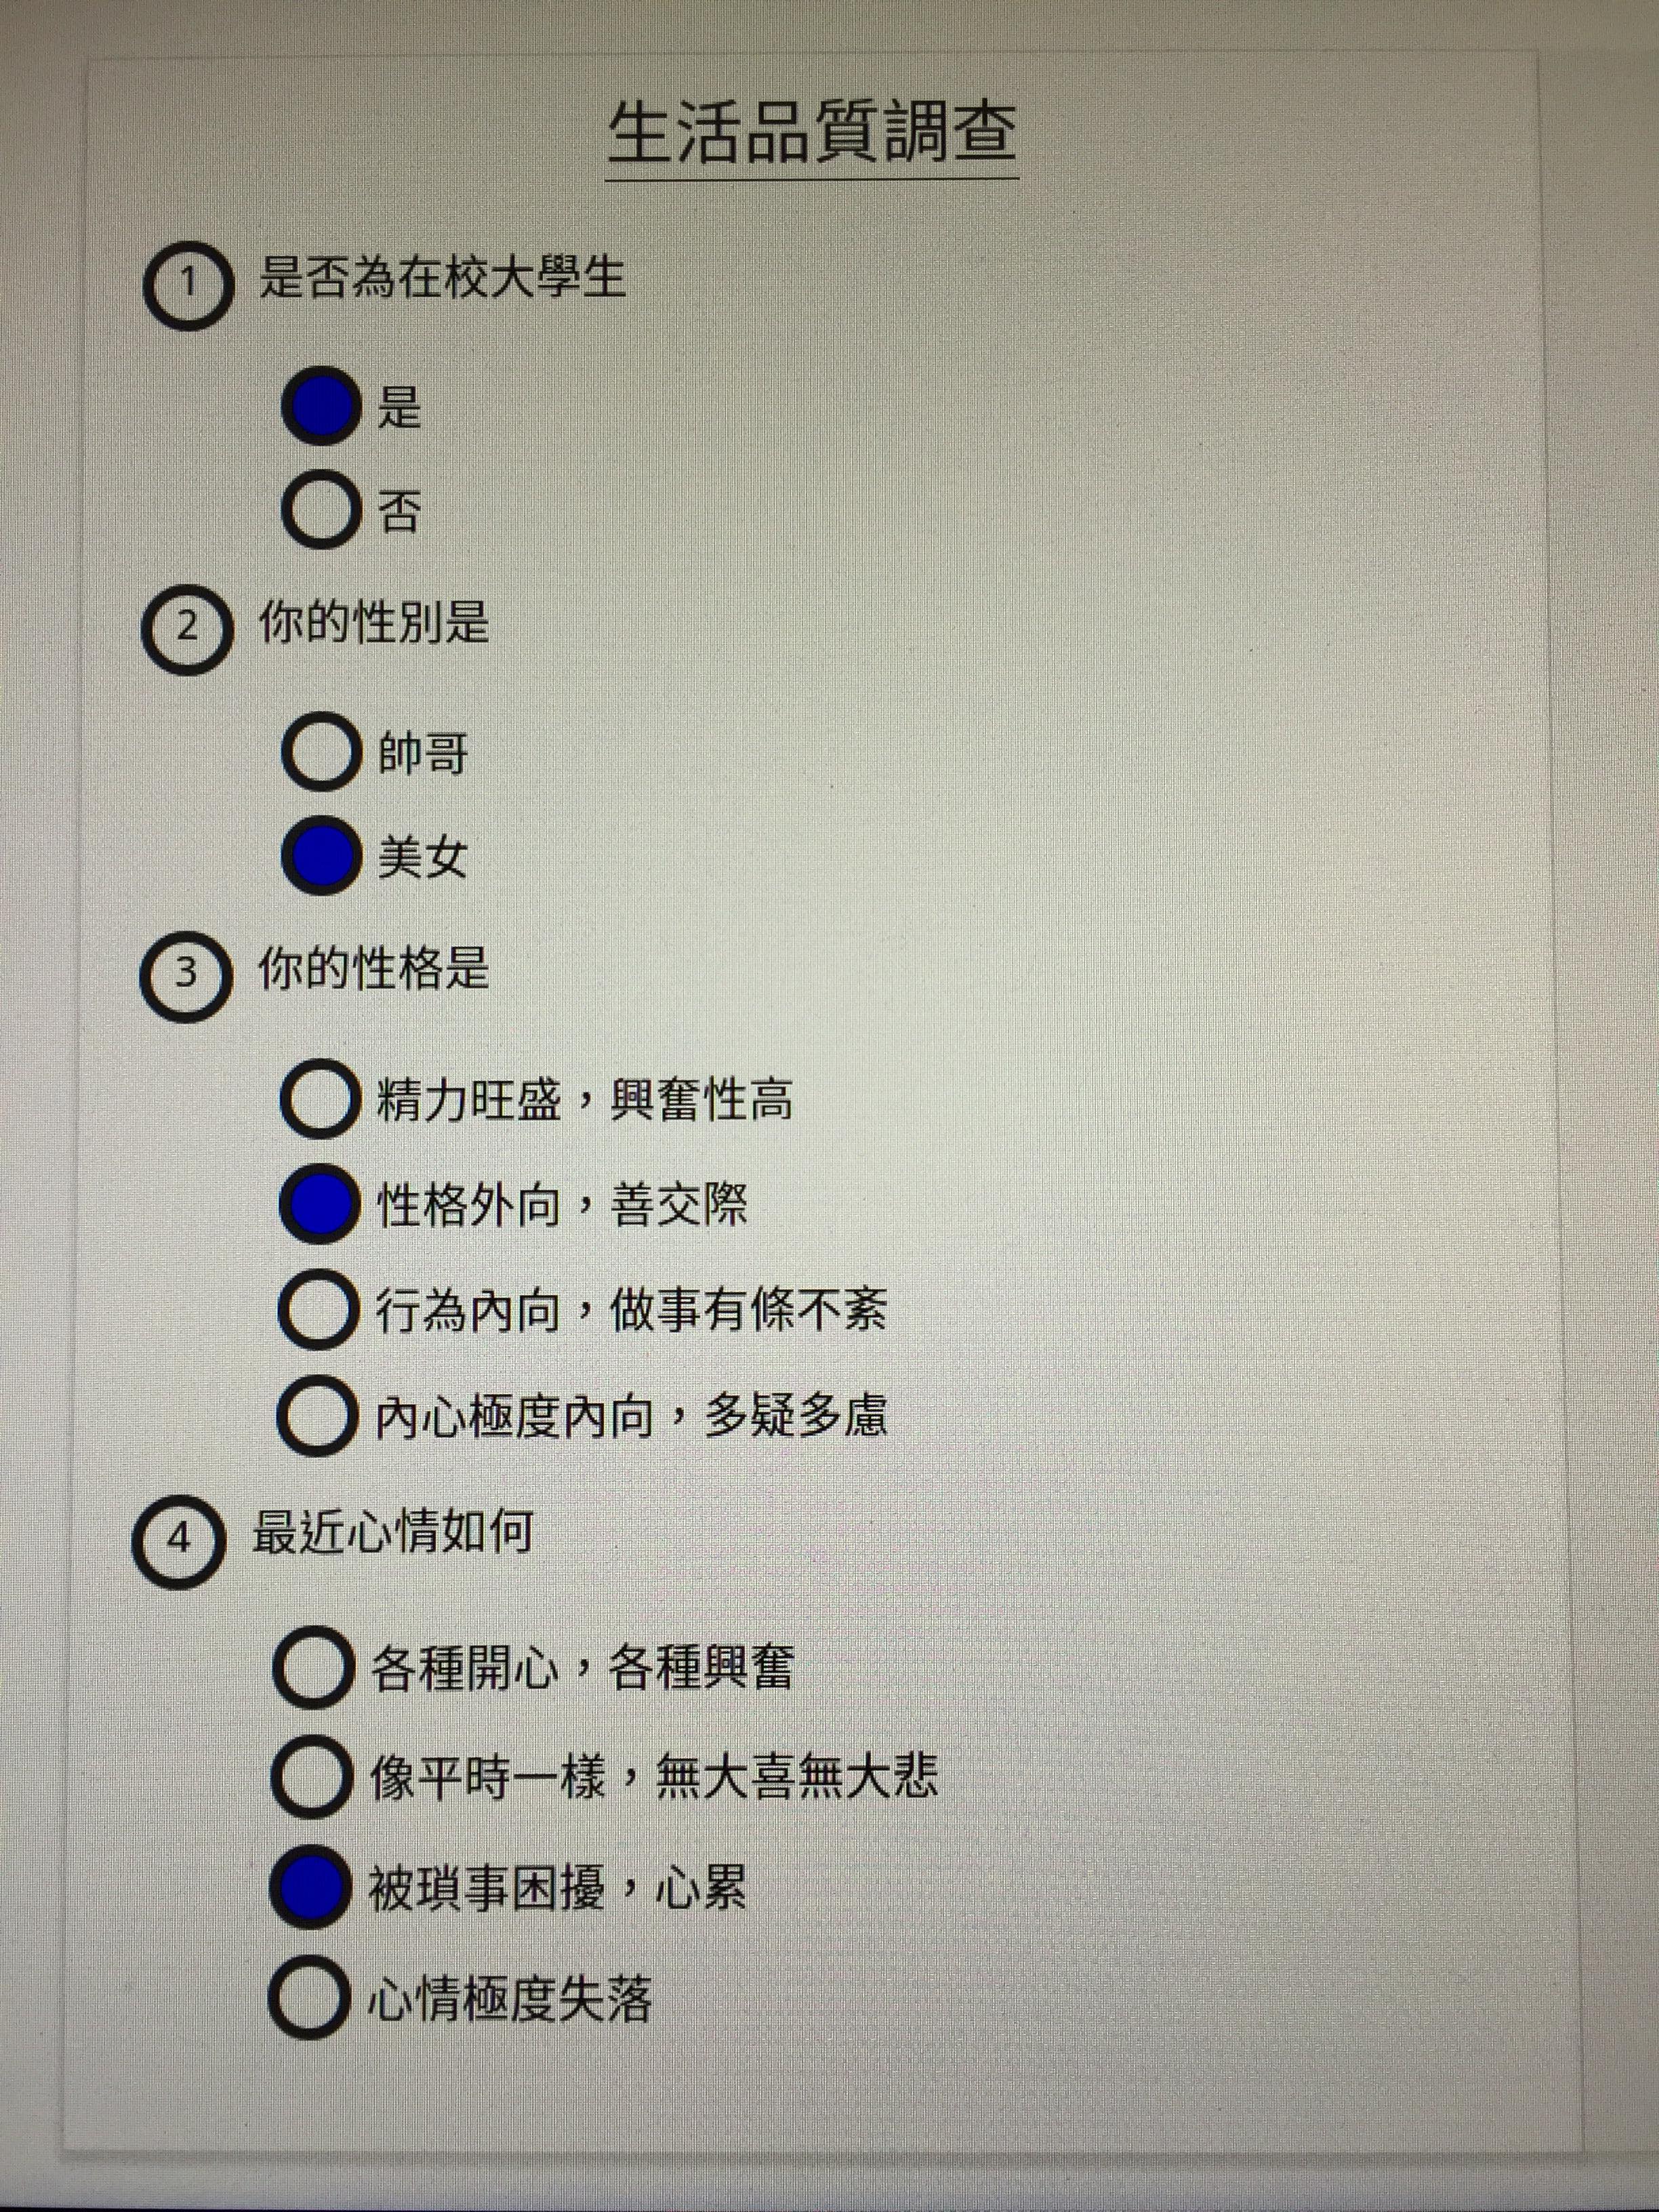 生活品質調查
1 是否為在校大學生
是
否
2 你的性別是
帥哥
美女
3 你的性格是
精力旺盛，興奮性高
性格外向，善交際
行為內向，做事有條不紊
內心極度內向，多疑多慮
4 最近心情如何
各種開心，各種興奮
像平時一樣，無大喜無大悲
被瑣事困擾，心累
心情極度失落